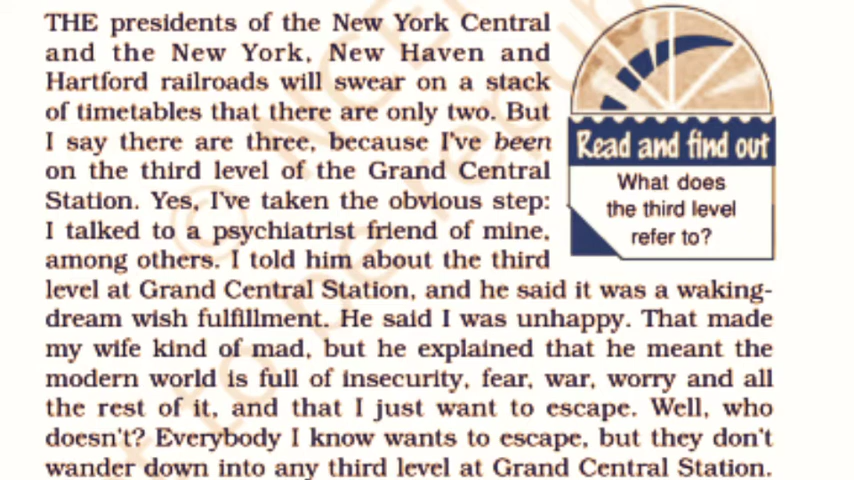 THE presidents of the New York Central
and the New York, New Haven and
Hartford railroads will swear on a stack
of timetables that there are only two. But
I say there are three, because I've been
on the third level of the Grand Central
Station. Yes, I've taken the obvious step:
I talked to a psychiatrist friend of mine,
among others. I told him about the third
level at Grand Central Station, and he said it was a waking-
dream wish fulfillment. He said I was unhappy. That made
my wife kind of mad, but he explained that he meant the
modern world is full of insecurity, fear, war, worry and all
the rest of it, and that I just want to escape. Well, who
doesn't? Everybody I know wants to escape, but they don't
wander down into any third level at Grand Central Station.
Read and find out
What does
the third level
refer to?